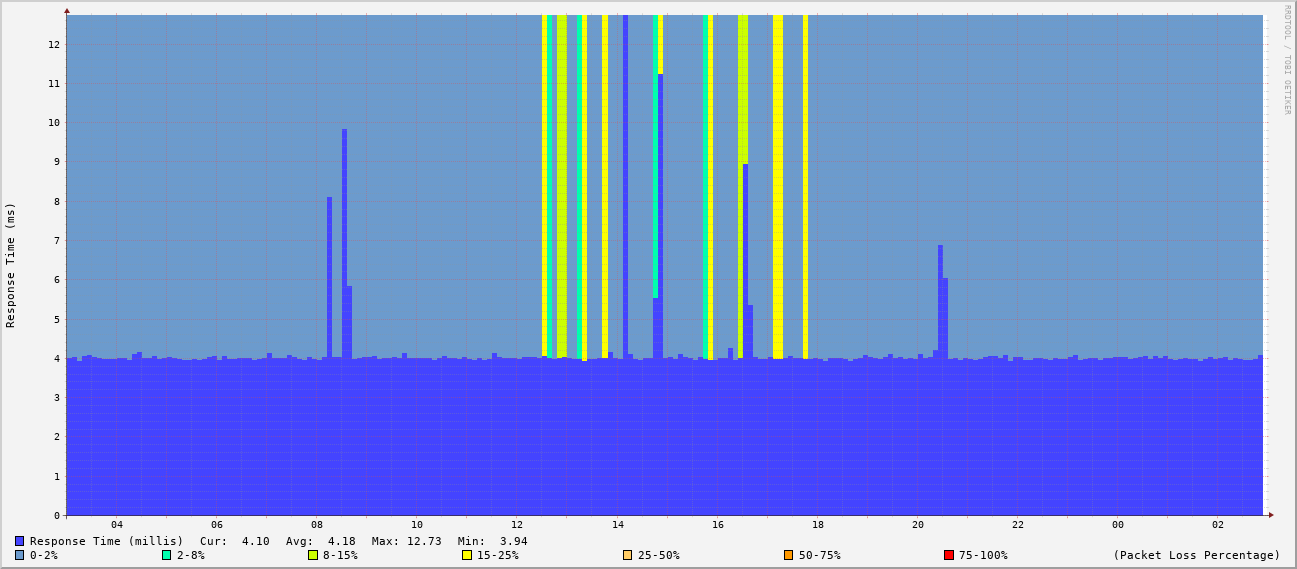 RRDTOOL / TOBI OETIKER
Response Time (ms)
12
11
10
9
8
7
6
5
4
3
2
1
0
04 06 08 10 12 14 16 18 20 22 00 02
Response Time (millis) Cur: 4.10 Avg: 4.18 Max: 12.73 Min: 3.94
0-2% 2-8% 8-15% 15-25% 25-50% 50-75% 75-100% (Packet Loss Percentage)